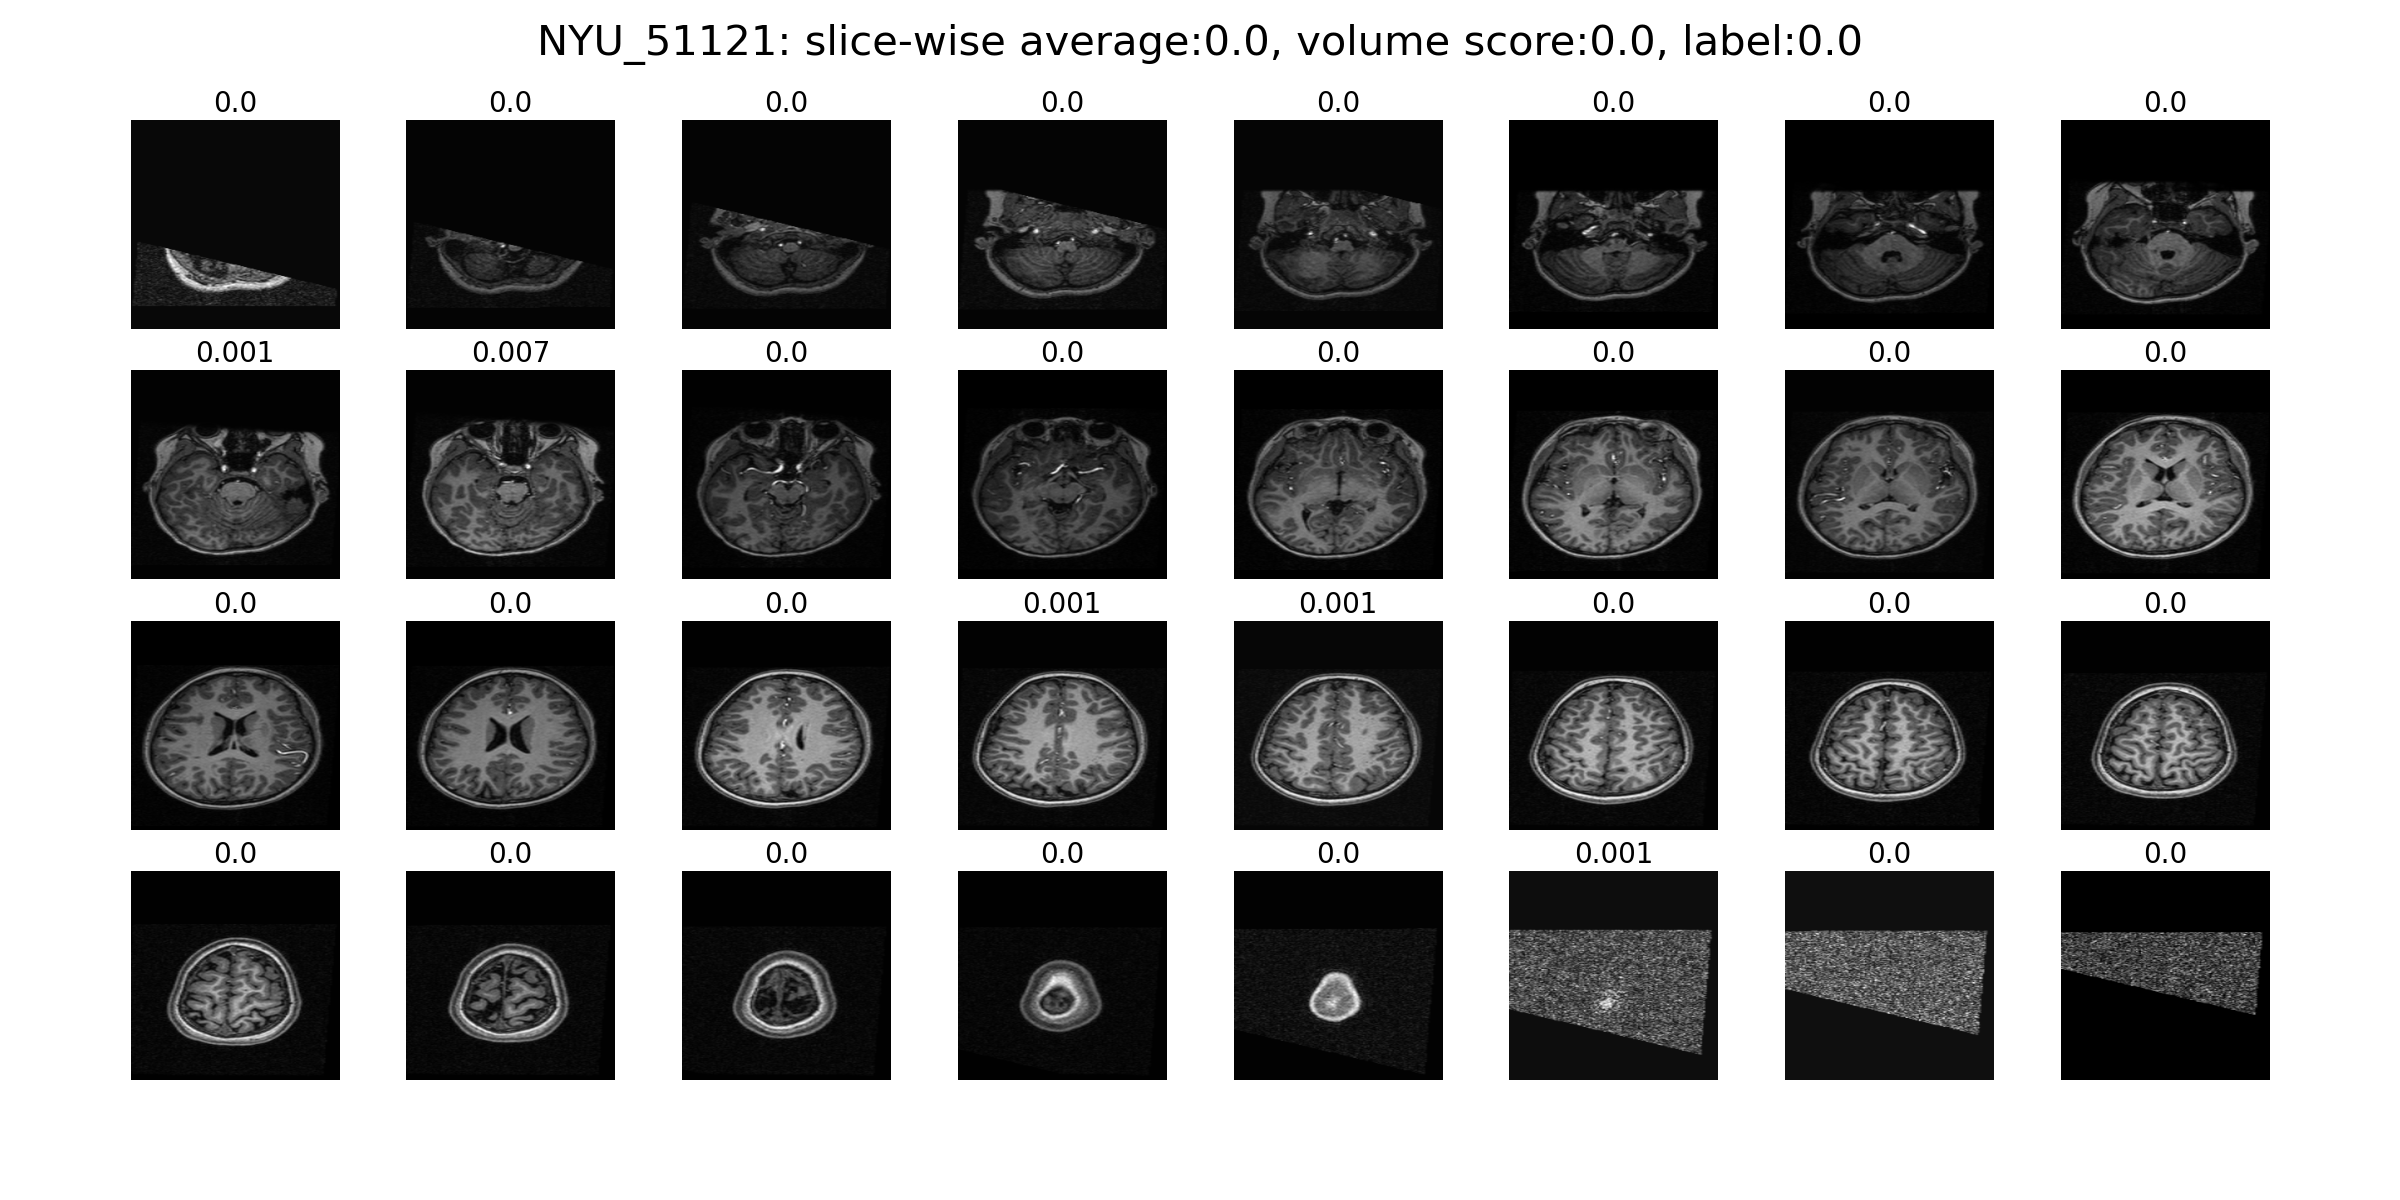 NYU_51121: slice-wise average:0.0, volume score:0.0, label:0.0
0.0 0.0 0.0 0.0 0.0 0.0 0.0 0.0
0.001 0.007 0.0 0.0 0.0 0.0 0.0 0.0
0.0 0.0 0.0 0.001 0.001 0.0 0.0 0.0
0.0 0.0 0.0 0.0 0.0 0.001 0.0 0.0